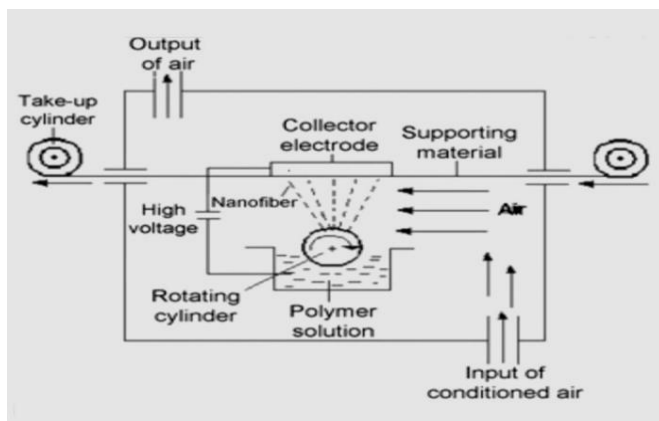 Output
of air
Take-up
cylinder
Collector
electrode
Supporting
material
Nanofiber
Air
High
voltage
Rotating
cylinder
Polymer
solution
Input of
conditioned air